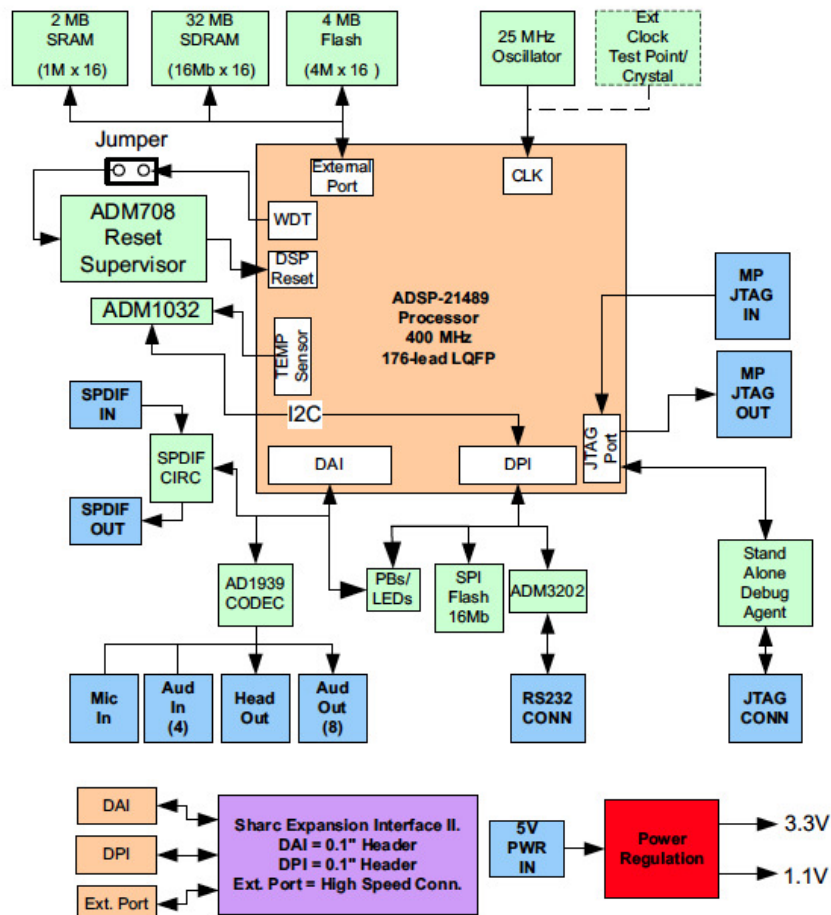 2 MB
SRAM
(1M x 16)
32 MB
SDRAM
(16Mb x 16)
4 MB
Flash
(4M x 16 )
25 MHz
Oscillator
Ext
Clock
Test Point/
Crystal
Jumper
External
Port
CLK
WDT
ADM708
Reset
Supervisor
DSP
Reset
ADM1032
TEMP
Sensor
ADSP-21489
Processor
400 MHz
176-lead LQFP
MP
JTAG
IN
MP
JTAG
OUT
SPDIF
IN
I2C
JTAG
Port
SPDIF
CIRC
DAI
DPI
SPDIF
OUT
AD1939
CODEC
PBs/
LEDs
SPI
Flash
16Mb
ADM3202
Stand
Alone
Debug
Agent
Mic
In
Aud
In
(4)
Head
Out
Aud
Out
(8)
RS232
CONN
JTAG
CONN
DAI
DPI
Ext. Port
Sharc Expansion Interface II.
DAI = 0.1" Header
DPI = 0.1" Header
Ext. Port = High Speed Conn.
5V
PWR
IN
Power
Regulation
3.3V
1.1V